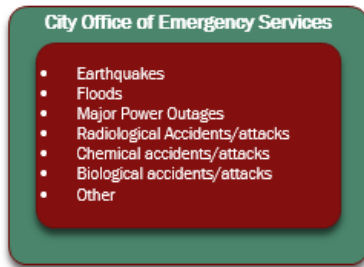 City Office of Emergency Services
• Earthquakes
• Floods
• Major Power Outages
• Radiological Accidents/attacks
• Chemical accidents/attacks
• Biological accidents/attacks
• Other